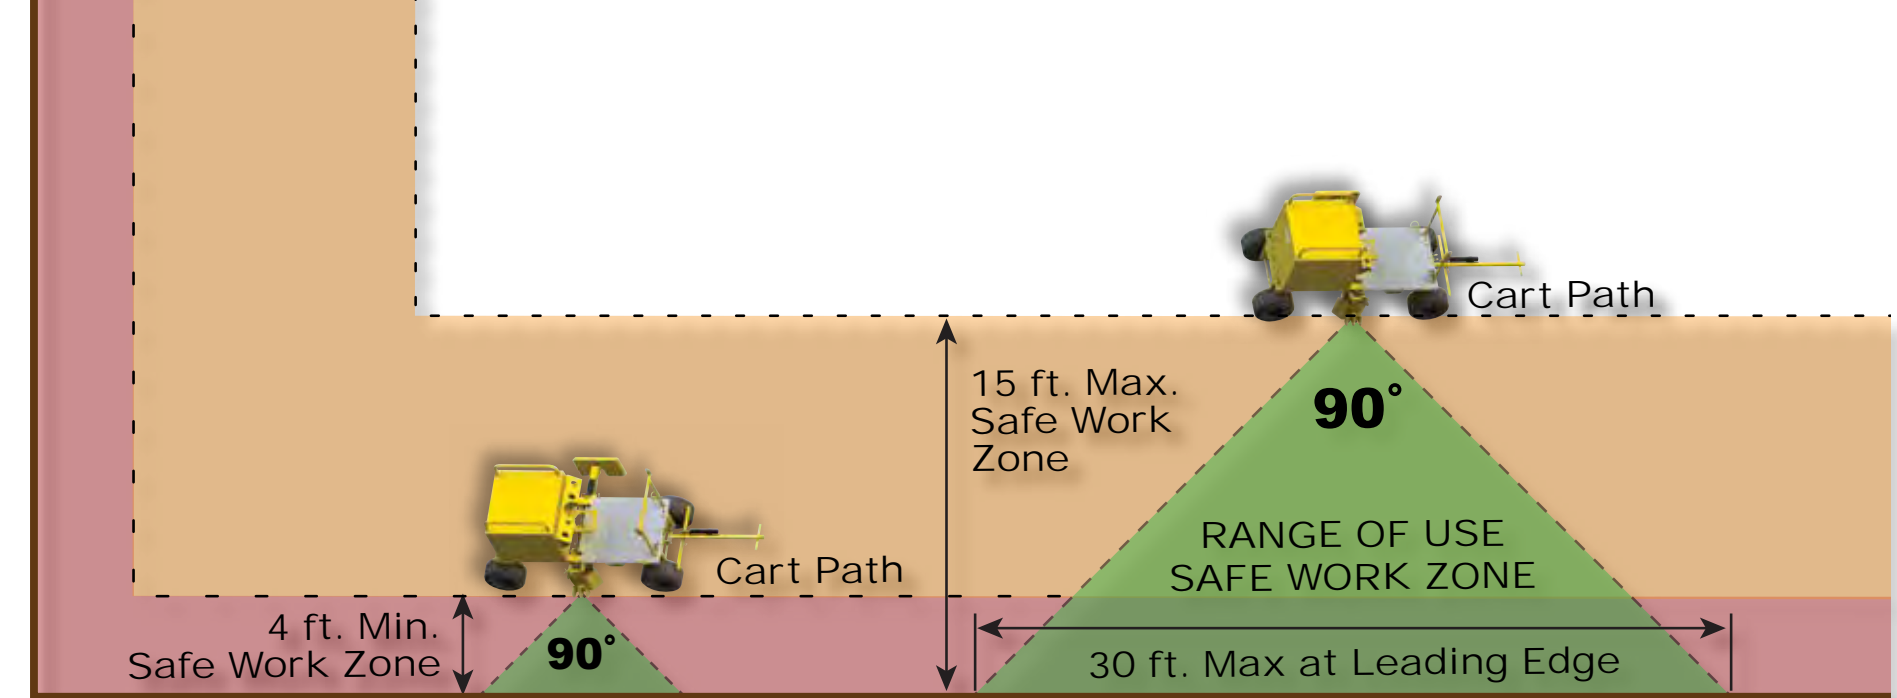 Cart Path
15 ft. Max.
Safe Work
Zone
90°
RANGE OF USE
SAFE WORK ZONE
Cart Path
4 ft. Min.
Safe Work Zone
90°
30 ft. Max at Leading Edge